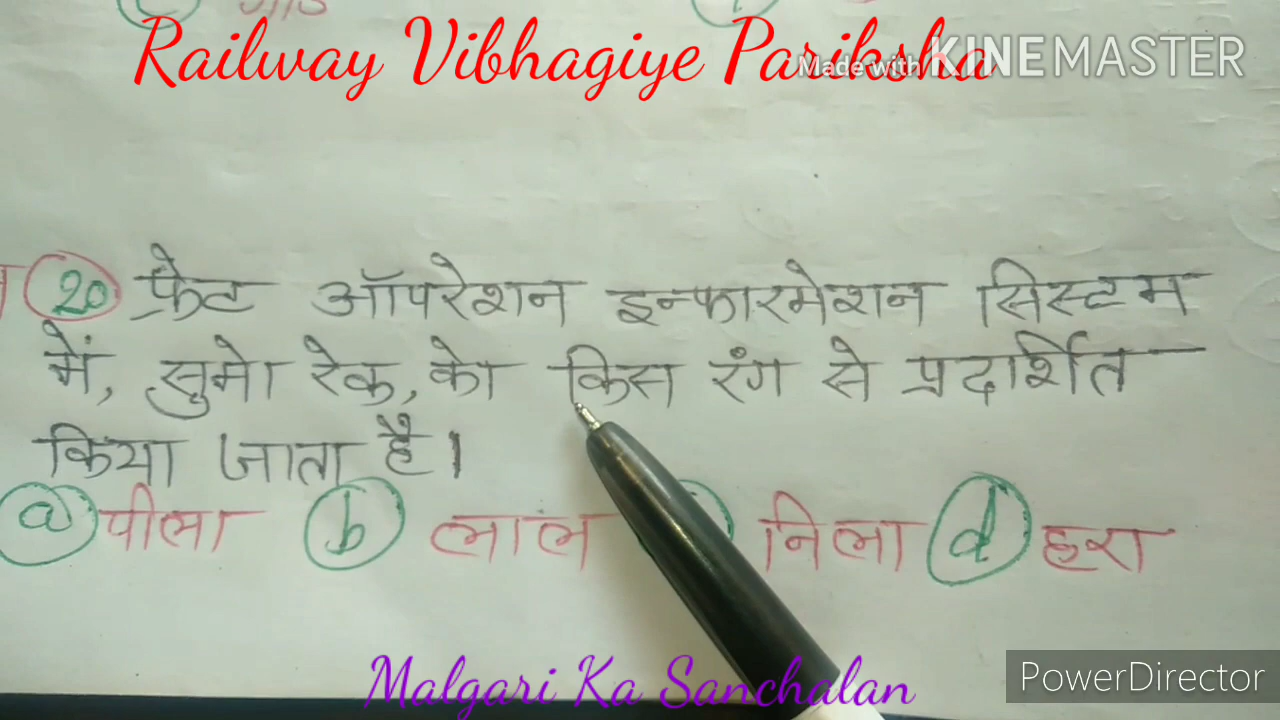 Railway Vibhagiye Pariksha
Made with KINEMASTER
20 फ्रेट ऑपरेशन इन्फारमेशन सिस्टम
में, सुमो रेक, को किस रंग से प्रदर्शित
किया जाता है।
a पीला b लाल निला d हरा
Malgari Ka Sanchalan
PowerDirector